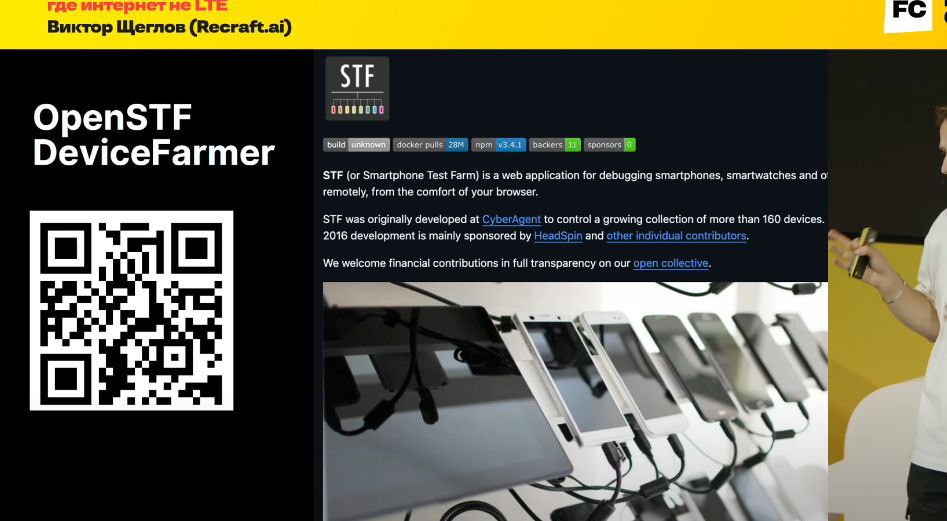 где интернет не LTE
Виктор Щеглов (Recraft.ai)
FC
OpenSTF
DeviceFarmer
STF
build unknown docker pulls 28M npm v3.4.1 backers 11 sponsors 0
STF (or Smartphone Test Farm) is a web application for debugging smartphones, smartwatches and
remotely, from the comfort of your browser.
STF was originally developed at CyberAgent to control a growing collection of more than 160 devices.
2016 development is mainly sponsored by HeadSpin and other individual contributors.
We welcome financial contributions in full transparency on our open collective.